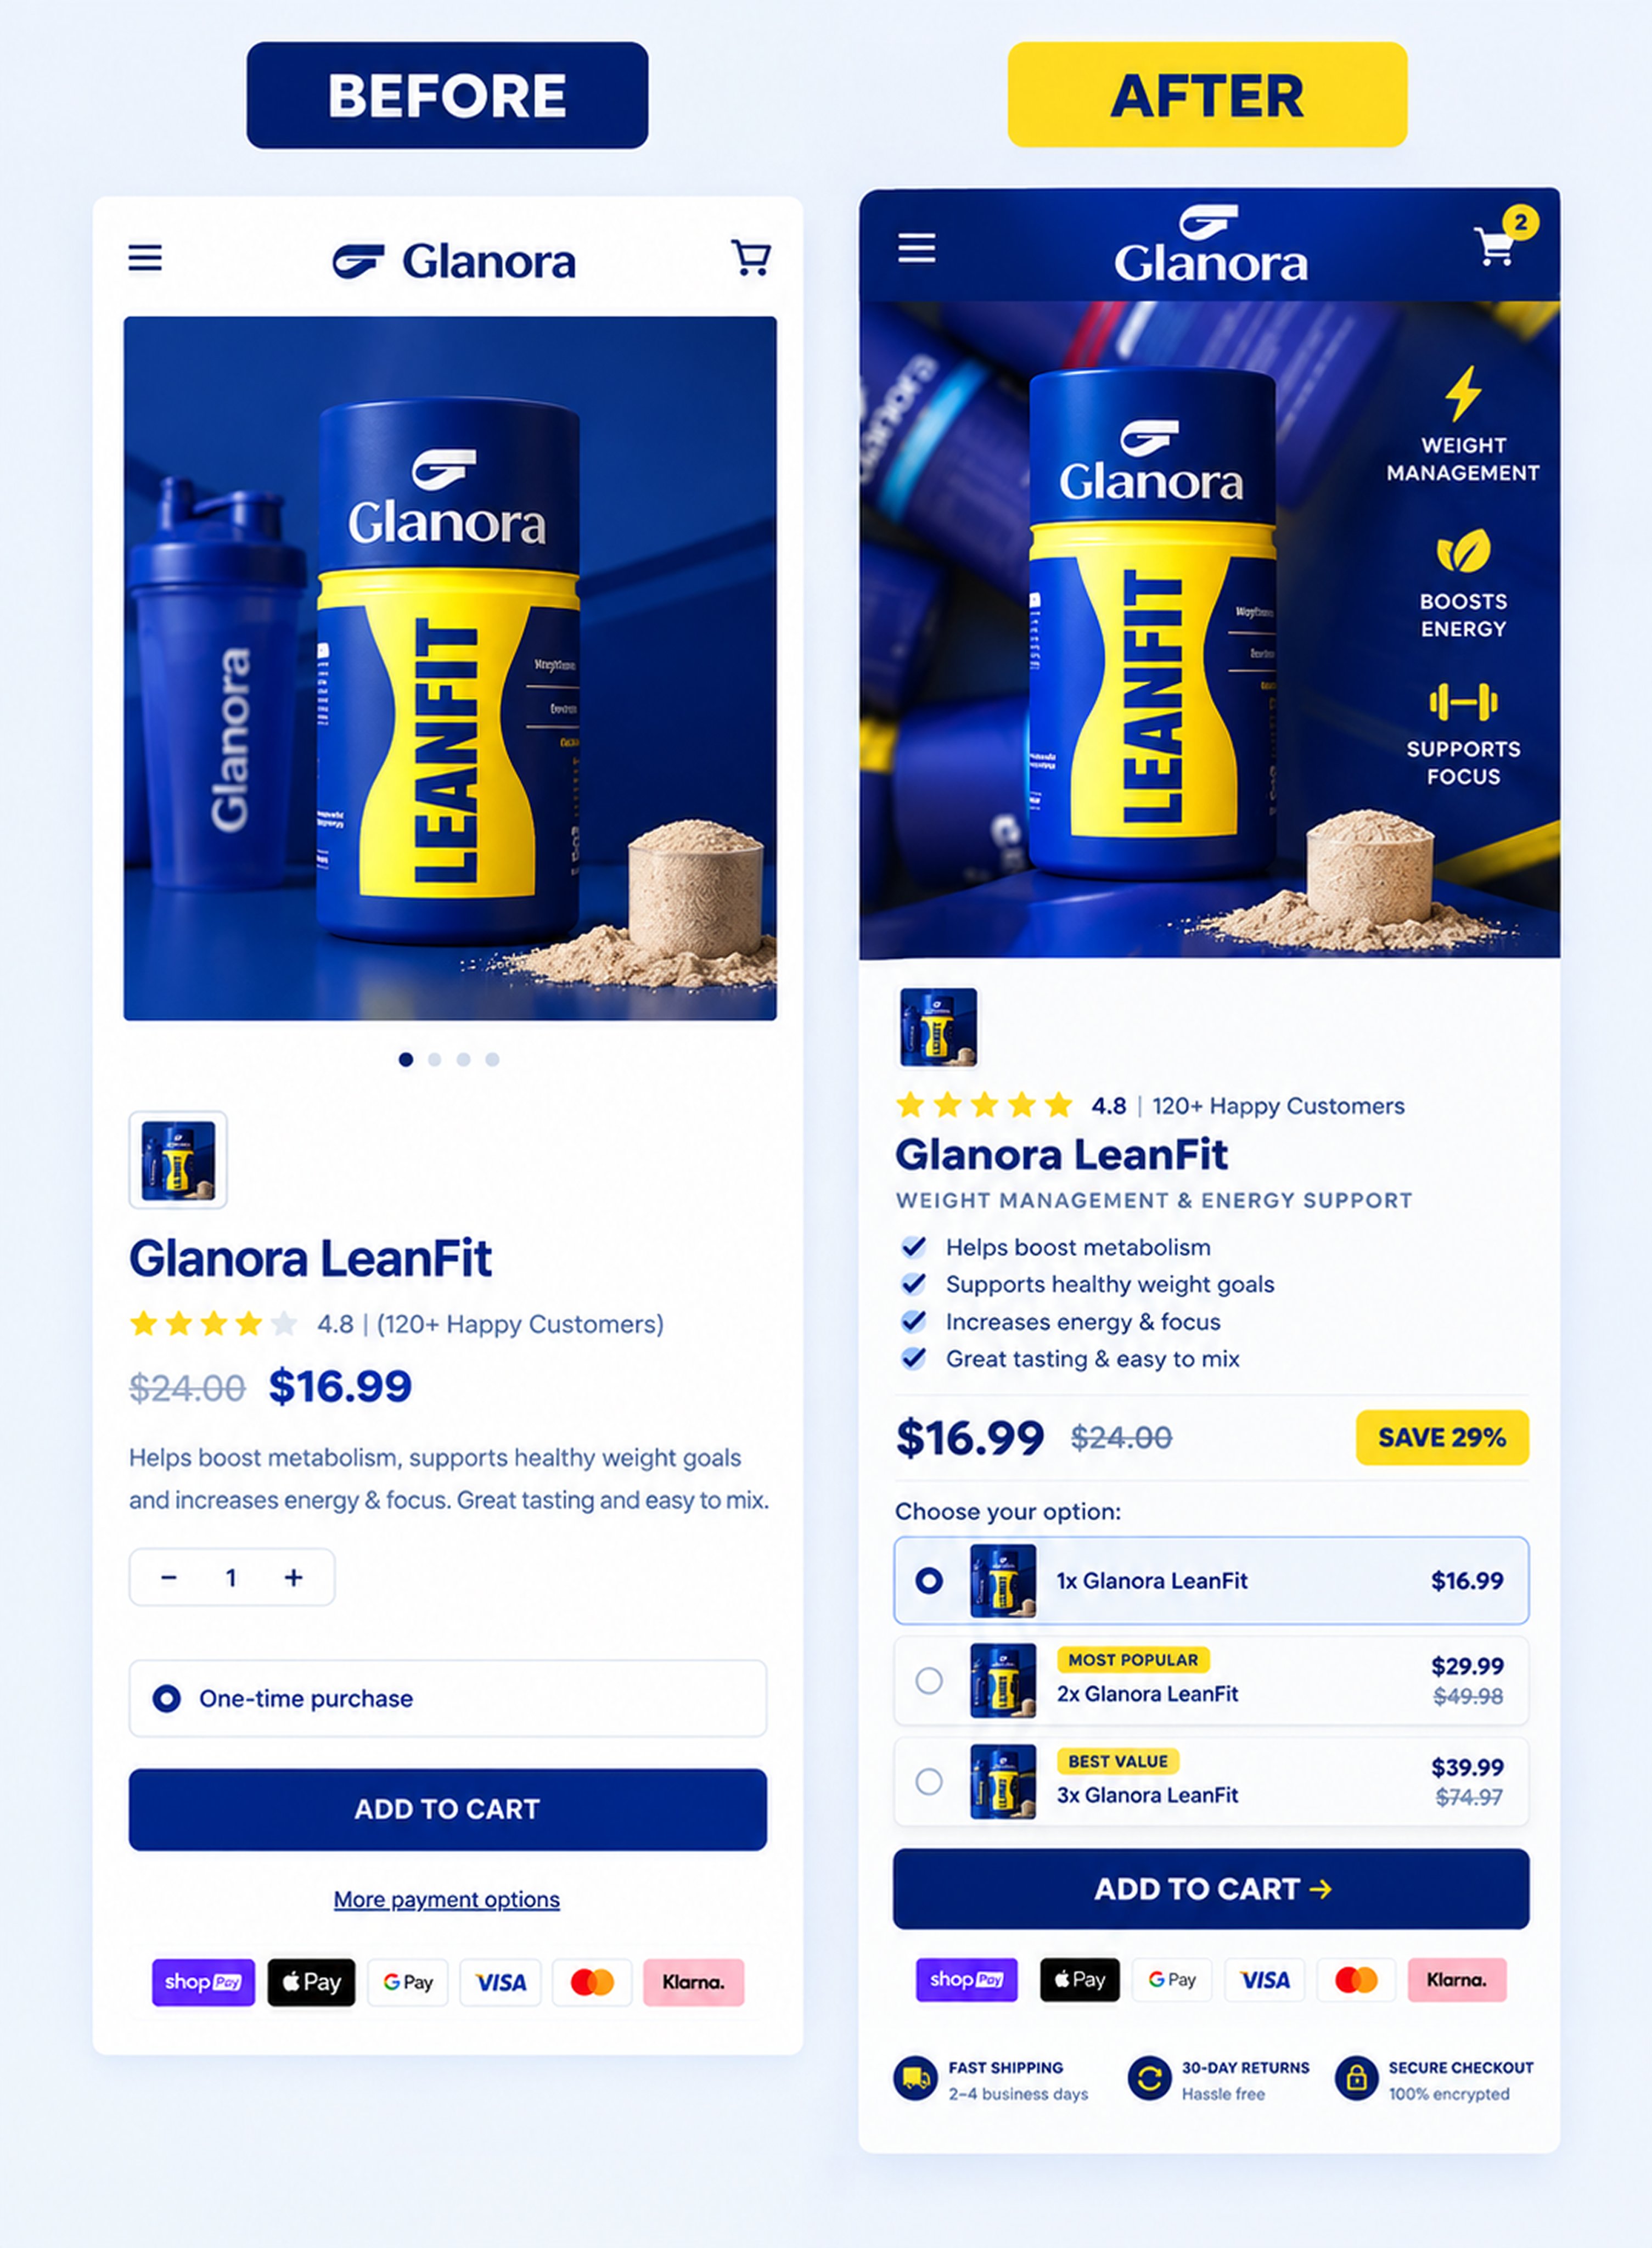 BEFORE
Glanora
Glanora
Glanora
LEANFIT
Glanora LeanFit
4.8 | (120+ Happy Customers)
$24.00 $16.99
Helps boost metabolism, supports healthy weight goals
and increases energy & focus. Great tasting and easy to mix.
− 1 +
One-time purchase
ADD TO CART
More payment options
shop Pay
Pay
G Pay
VISA
Klarna.
AFTER
Glanora
2
Glanora
LEANFIT
WEIGHT
MANAGEMENT
BOOSTS
ENERGY
SUPPORTS
FOCUS
4.8 | 120+ Happy Customers
Glanora LeanFit
WEIGHT MANAGEMENT & ENERGY SUPPORT
Helps boost metabolism
Supports healthy weight goals
Increases energy & focus
Great tasting & easy to mix
$16.99 $24.00 SAVE 29%
Choose your option:
1x Glanora LeanFit $16.99
MOST POPULAR
2x Glanora LeanFit
$29.99
$49.98
BEST VALUE
3x Glanora LeanFit
$39.99
$74.97
ADD TO CART →
shop Pay
Pay
G Pay
VISA
Klarna.
FAST SHIPPING
2–4 business days
30-DAY RETURNS
Hassle free
SECURE CHECKOUT
100% encrypted